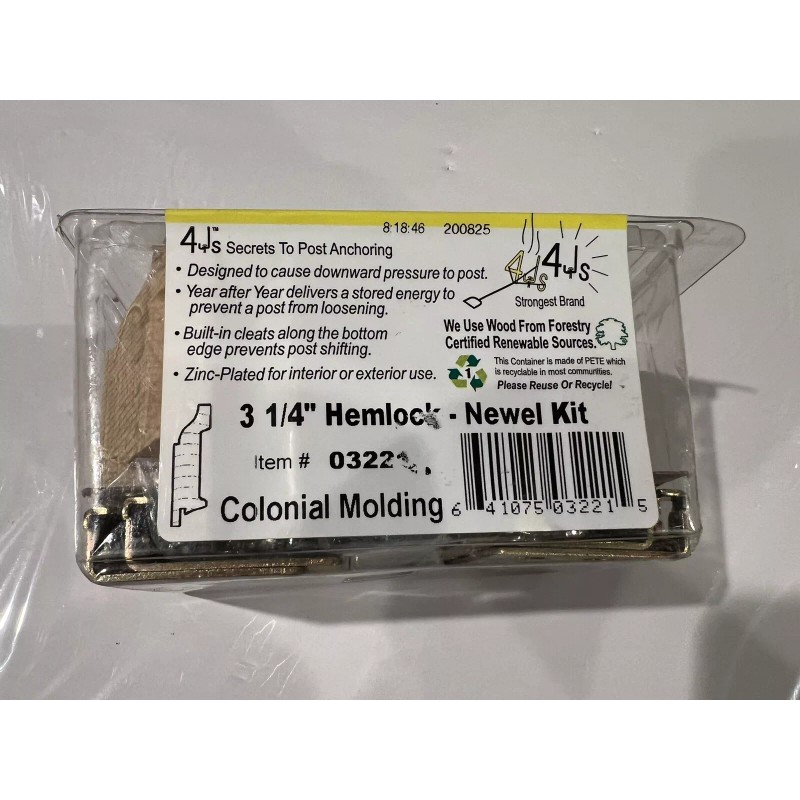 8:18:46 200825
4Js™ Secrets To Post Anchoring
• Designed to cause downward pressure to post.
• Year after Year delivers a stored energy to
prevent a post from loosening.
• Built-in cleats along the bottom
edge prevents post shifting.
• Zinc-Plated for interior or exterior use.
4Js 4Js
Strongest Brand
We Use Wood From Forestry
Certified Renewable Sources.
1
This Container is made of PETE which
is recyclable in most communities.
Please Reuse Or Recycle!
3 1/4" Hemlock - Newel Kit
Item #
Colonial Molding
6 41075 03221 5